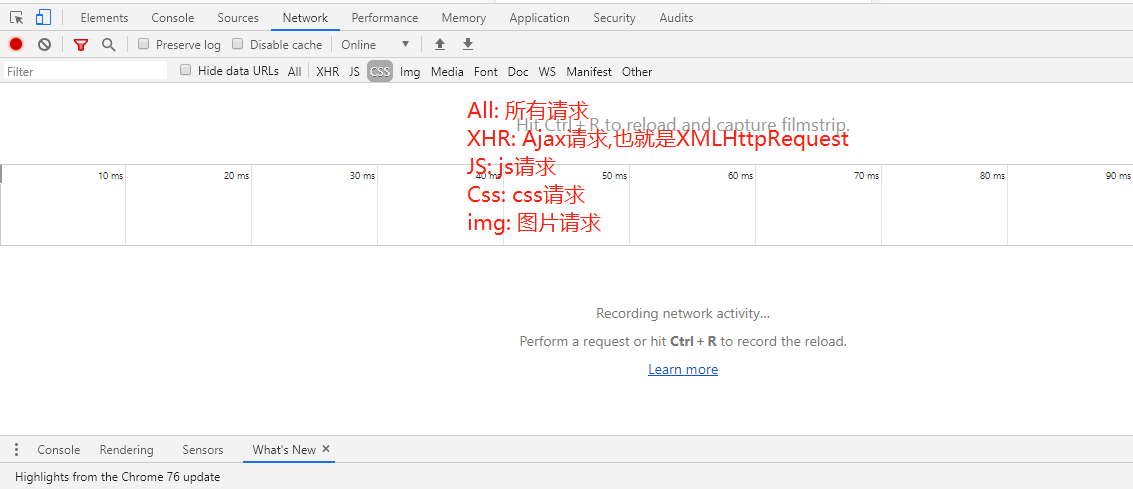 Elements Console Sources Network Performance Memory Application Security Audits
Preserve log Disable cache Online
Filter Hide data URLs All XHR JS CSS Img Media Font Doc WS Manifest Other
All: 所有请求
Hit Ctrl + R to reload and capture filmstrip.
XHR: Ajax请求,也就是XMLHttpRequest
JS: js请求
10 ms 20 ms 30 ms 40 ms 50 ms 60 ms 70 ms 80 ms 90 ms
Css: css请求
img: 图片请求
Recording network activity...
Perform a request or hit Ctrl + R to record the reload.
Learn more
Console Rendering Sensors What's New ×
Highlights from the Chrome 76 update